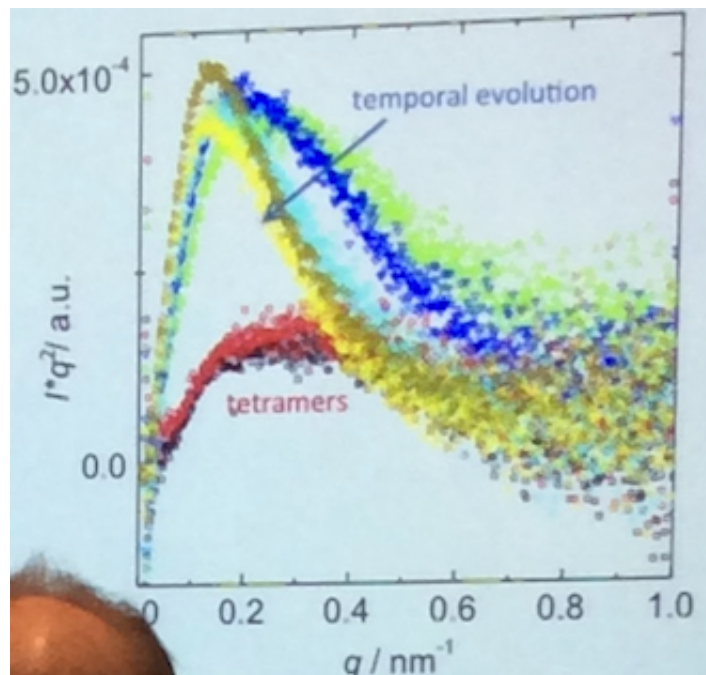 5.0x10⁻⁴
temporal evolution
I*q²/ a.u.
tetramers
0.0
0 0.2 0.4 0.6 0.8 1.0
q / nm⁻¹